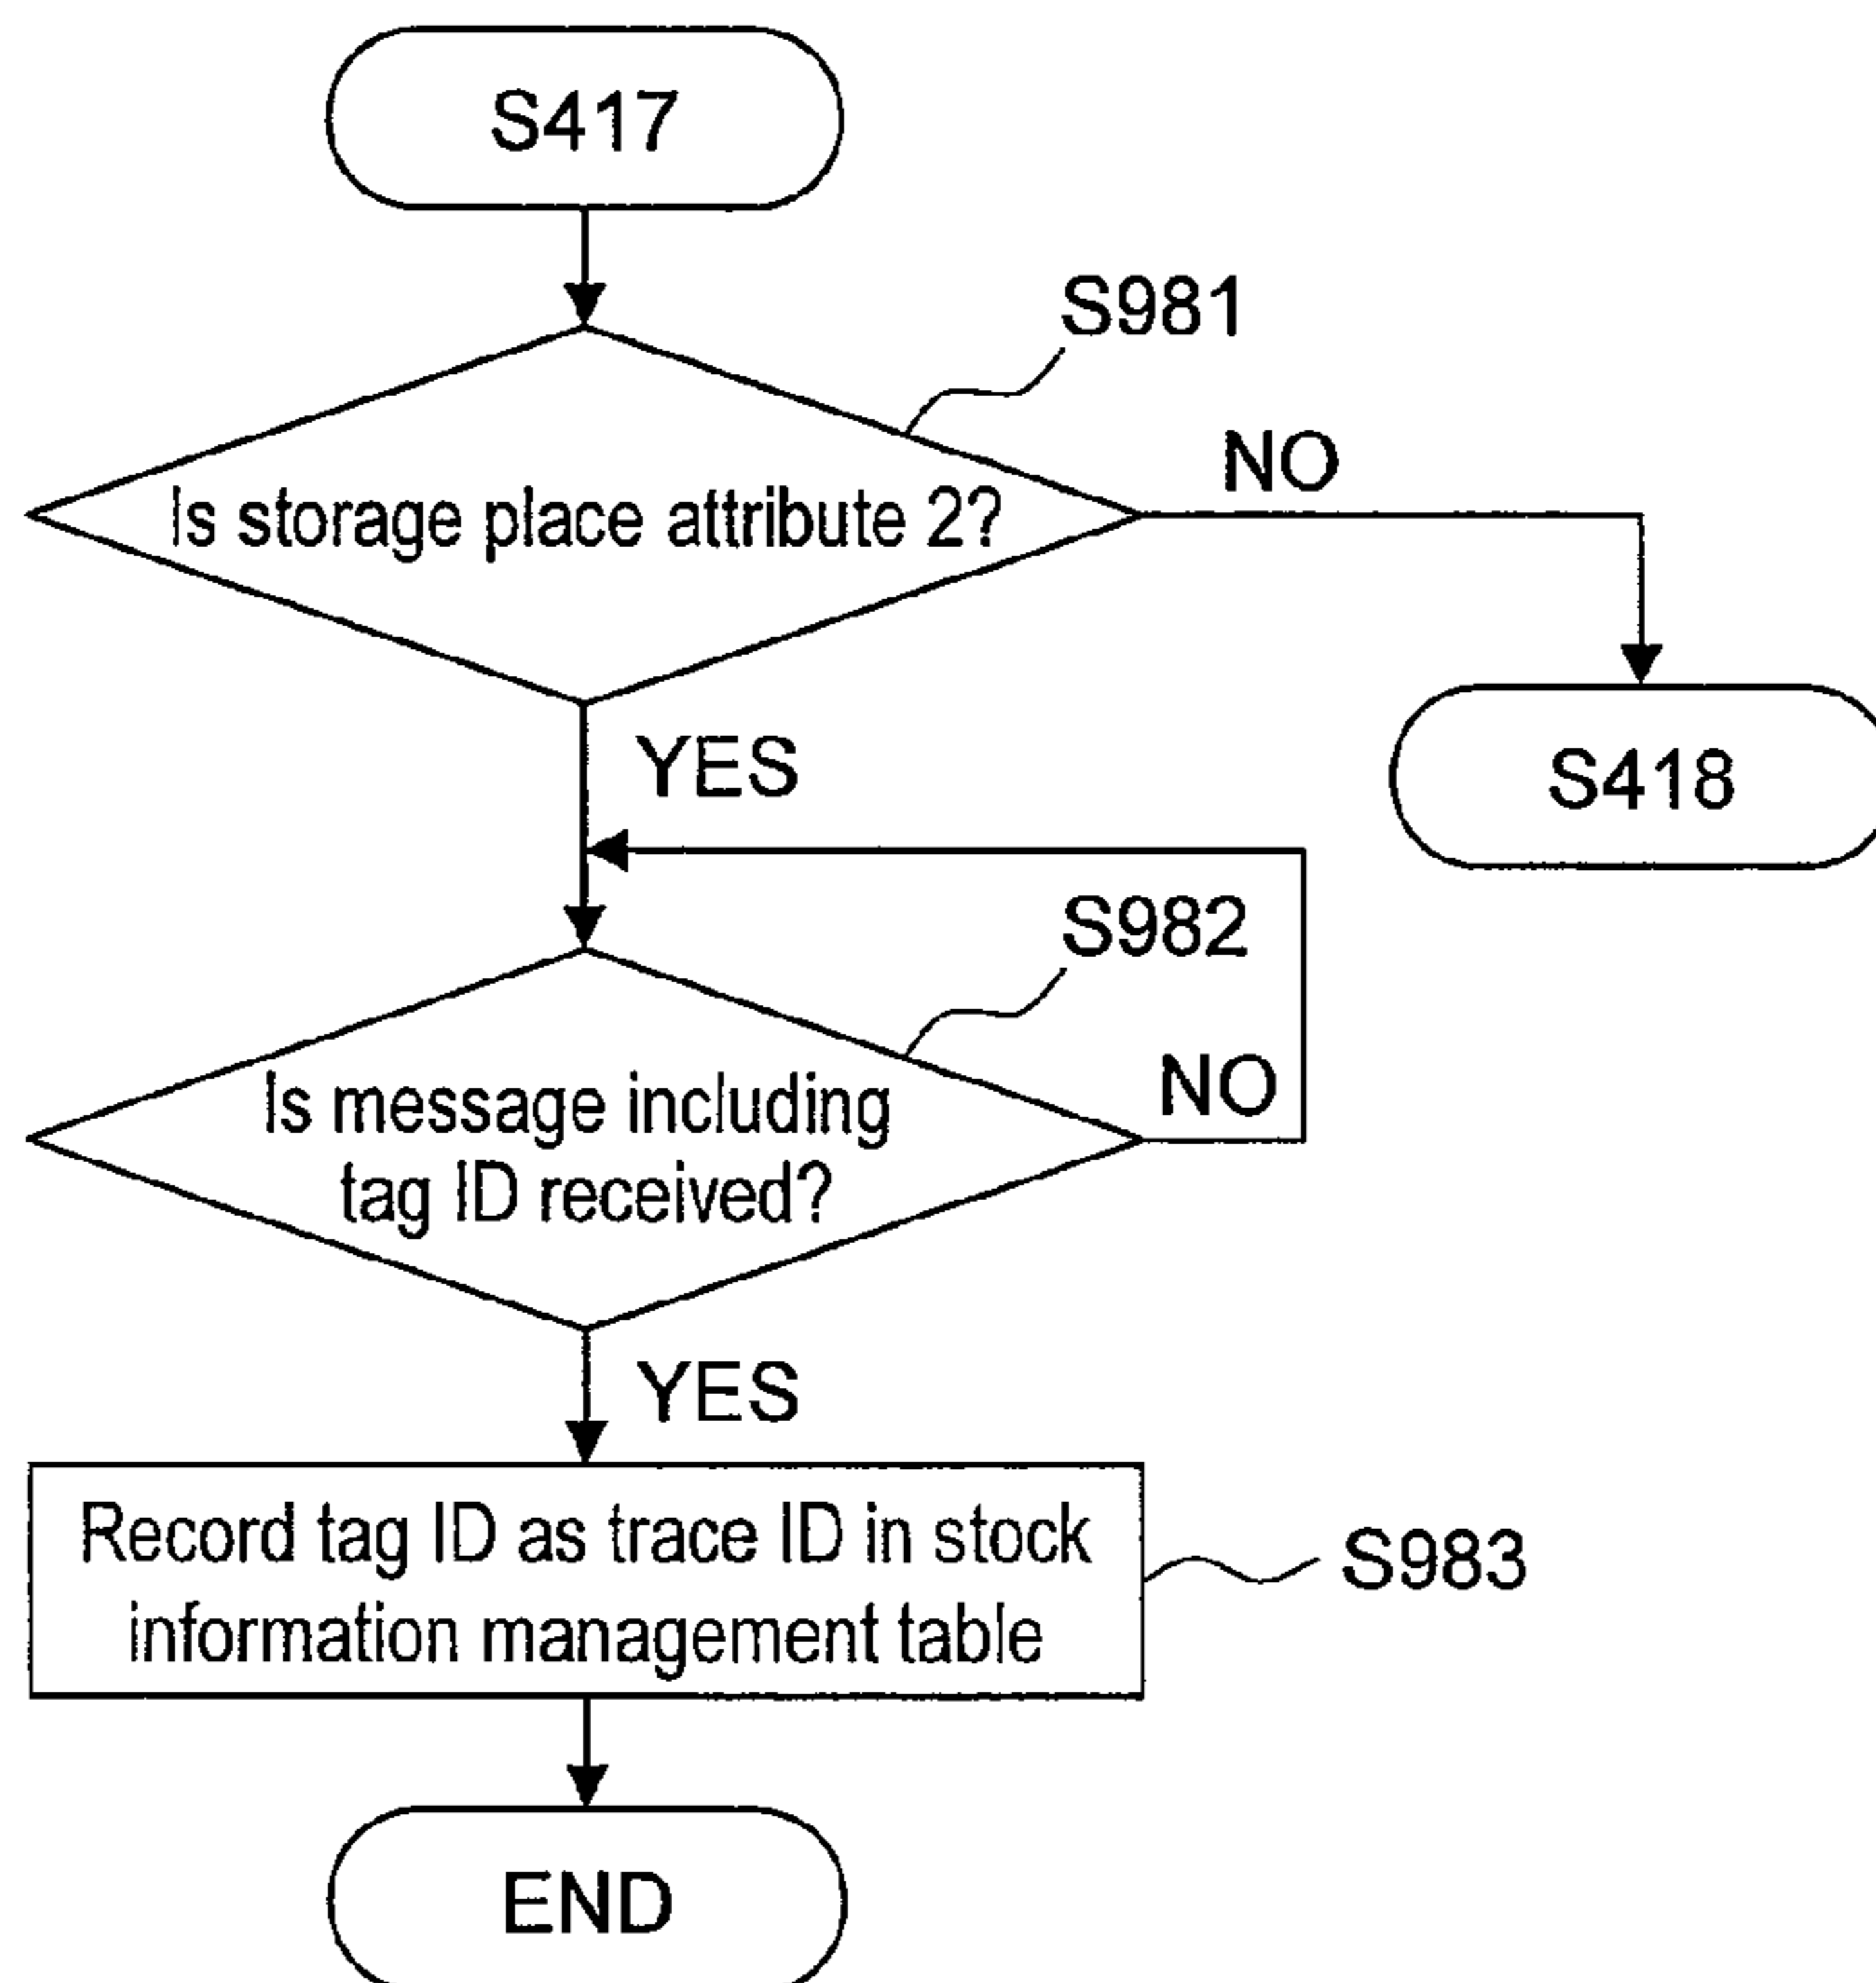 S417
S981
Is storage place attribute 2?
NO
YES
S418
S982
Is message including
tag ID received?
NO
YES
Record tag ID as trace ID in stock
information management table
S983
END